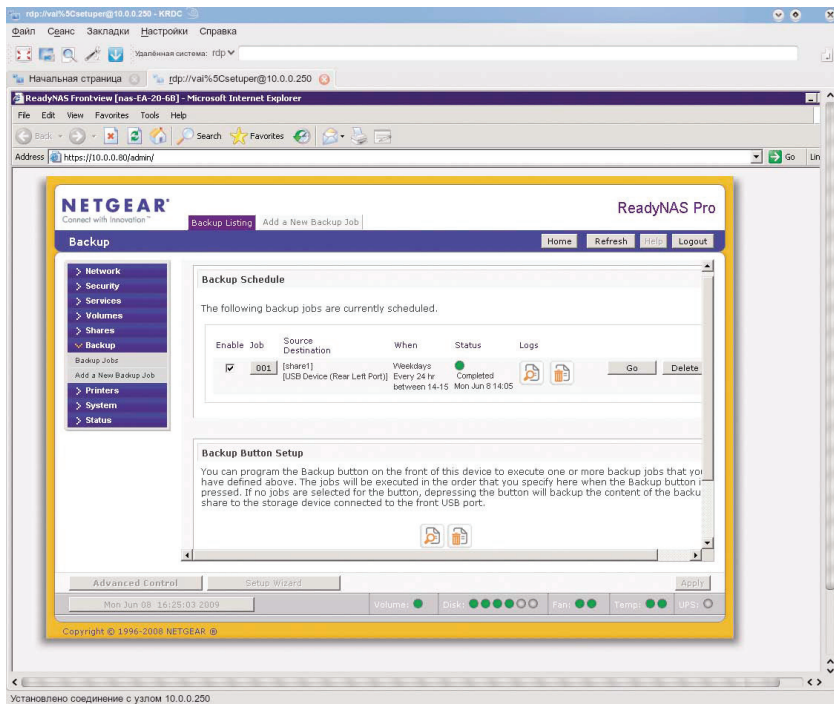 rdp://vai%5Csetuper@10.0.0.250 - KRDC
Файл Сеанс Закладки Настройки Справка
Удалённая система: rdp
Начальная страница rdp://vai%5Csetuper@10.0.0.250
ReadyNAS Frontview [nas-EA-20-6B] - Microsoft Internet Explorer
File Edit View Favorites Tools Help
Back Search Favorites
Address https://10.0.0.80/admin/ Go Lin
NETGEAR®
Connect with Innovation™
Backup Listing Add a New Backup Job
ReadyNAS Pro
Backup Home Refresh Help Logout
Network
Security
Services
Volumes
Shares
Backup
Backup Jobs
Add a New Backup Job
Printers
System
Status
Backup Schedule
The following backup jobs are currently scheduled.
Enable Job Source Destination When Status Logs
001 [share1] [USB Device (Rear Left Port)] Weekdays Every 24 hr between 14-15 Completed Mon Jun 8 14:05 Go Delete
Backup Button Setup
You can program the Backup button on the front of this device to execute one or more backup jobs that you
have defined above. The jobs will be executed in the order that you specify here when the Backup button i
pressed. If no jobs are selected for the button, depressing the button will backup the content of the backu
share to the storage device connected to the front USB port.
Advanced Control Setup Wizard Apply
Mon Jun 08 16:25:03 2009 Volume: Disk: Fan: Temp: UPS:
Copyright © 1996-2008 NETGEAR ®
Установлено соединение с узлом 10.0.0.250